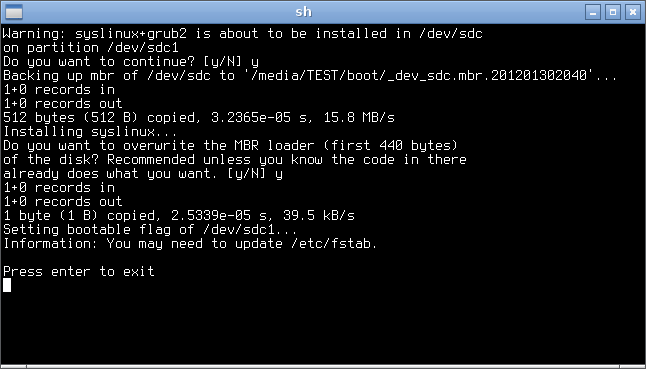 sh
Warning: syslinux+grub2 is about to be installed in /dev/sdc
on partition /dev/sdc1
Do you want to continue? [y/N] y
Backing up mbr of /dev/sdc to '/media/TEST/boot/_dev_sdc.mbr.201201302040'...
1+0 records in
1+0 records out
512 bytes (512 B) copied, 3.2365e-05 s, 15.8 MB/s
Installing syslinux...
Do you want to overwrite the MBR loader (first 440 bytes)
of the disk? Recommended unless you know the code in there
already does what you want. [y/N] y
1+0 records in
1+0 records out
1 byte (1 B) copied, 2.5339e-05 s, 39.5 kB/s
Setting bootable flag of /dev/sdc1...
Information: You may need to update /etc/fstab.
Press enter to exit